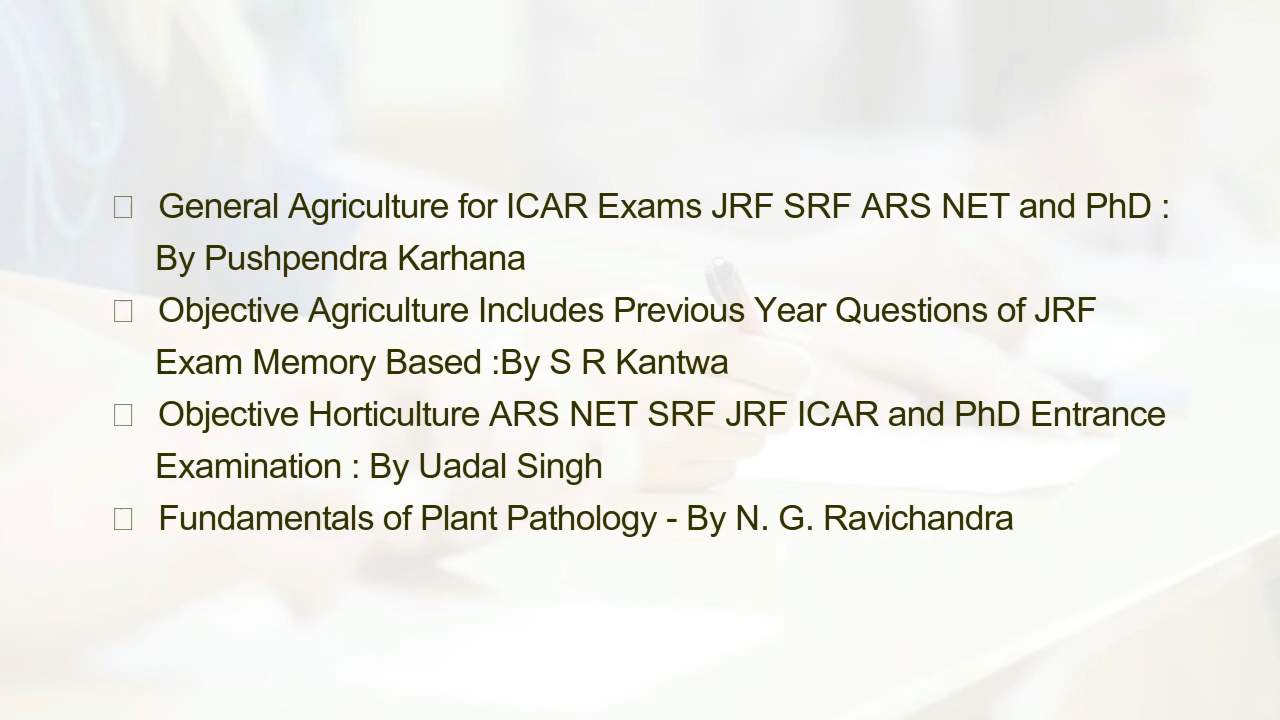 General Agriculture for ICAR Exams JRF SRF ARS NET and PhD :
By Pushpendra Karhana
Objective Agriculture Includes Previous Year Questions of JRF
Exam Memory Based :By S R Kantwa
Objective Horticulture ARS NET SRF JRF ICAR and PhD Entrance
Examination : By Uadal Singh
Fundamentals of Plant Pathology - By N. G. Ravichandra